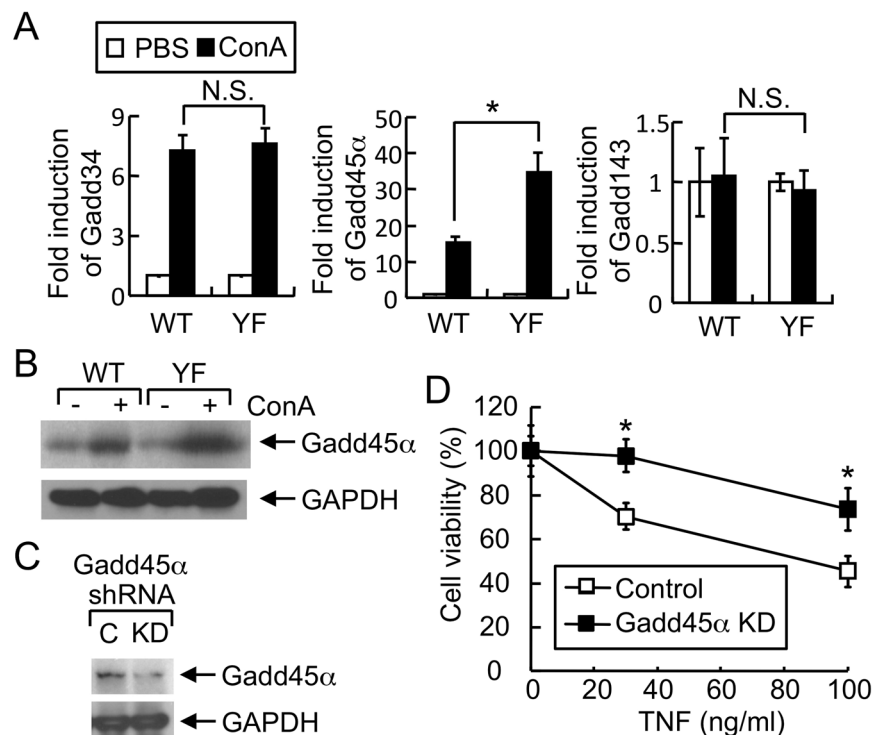 A
PBS ConA
Fold induction
of Gadd34
9
6
3
0
N.S.
WT YF
Fold induction
of Gadd45α
50
40
30
20
10
0
*
WT YF
Fold induction
of Gadd143
1.5
1
0.5
0
N.S.
WT YF
B
WT YF
- + - + ConA
Gadd45α
GAPDH
C
Gadd45α
shRNA
C KD
Gadd45α
GAPDH
D
Cell viability (%)
120
100
80
60
40
20
0
*
*
Control
Gadd45α KD
0 20 40 60 80 100
TNF (ng/ml)